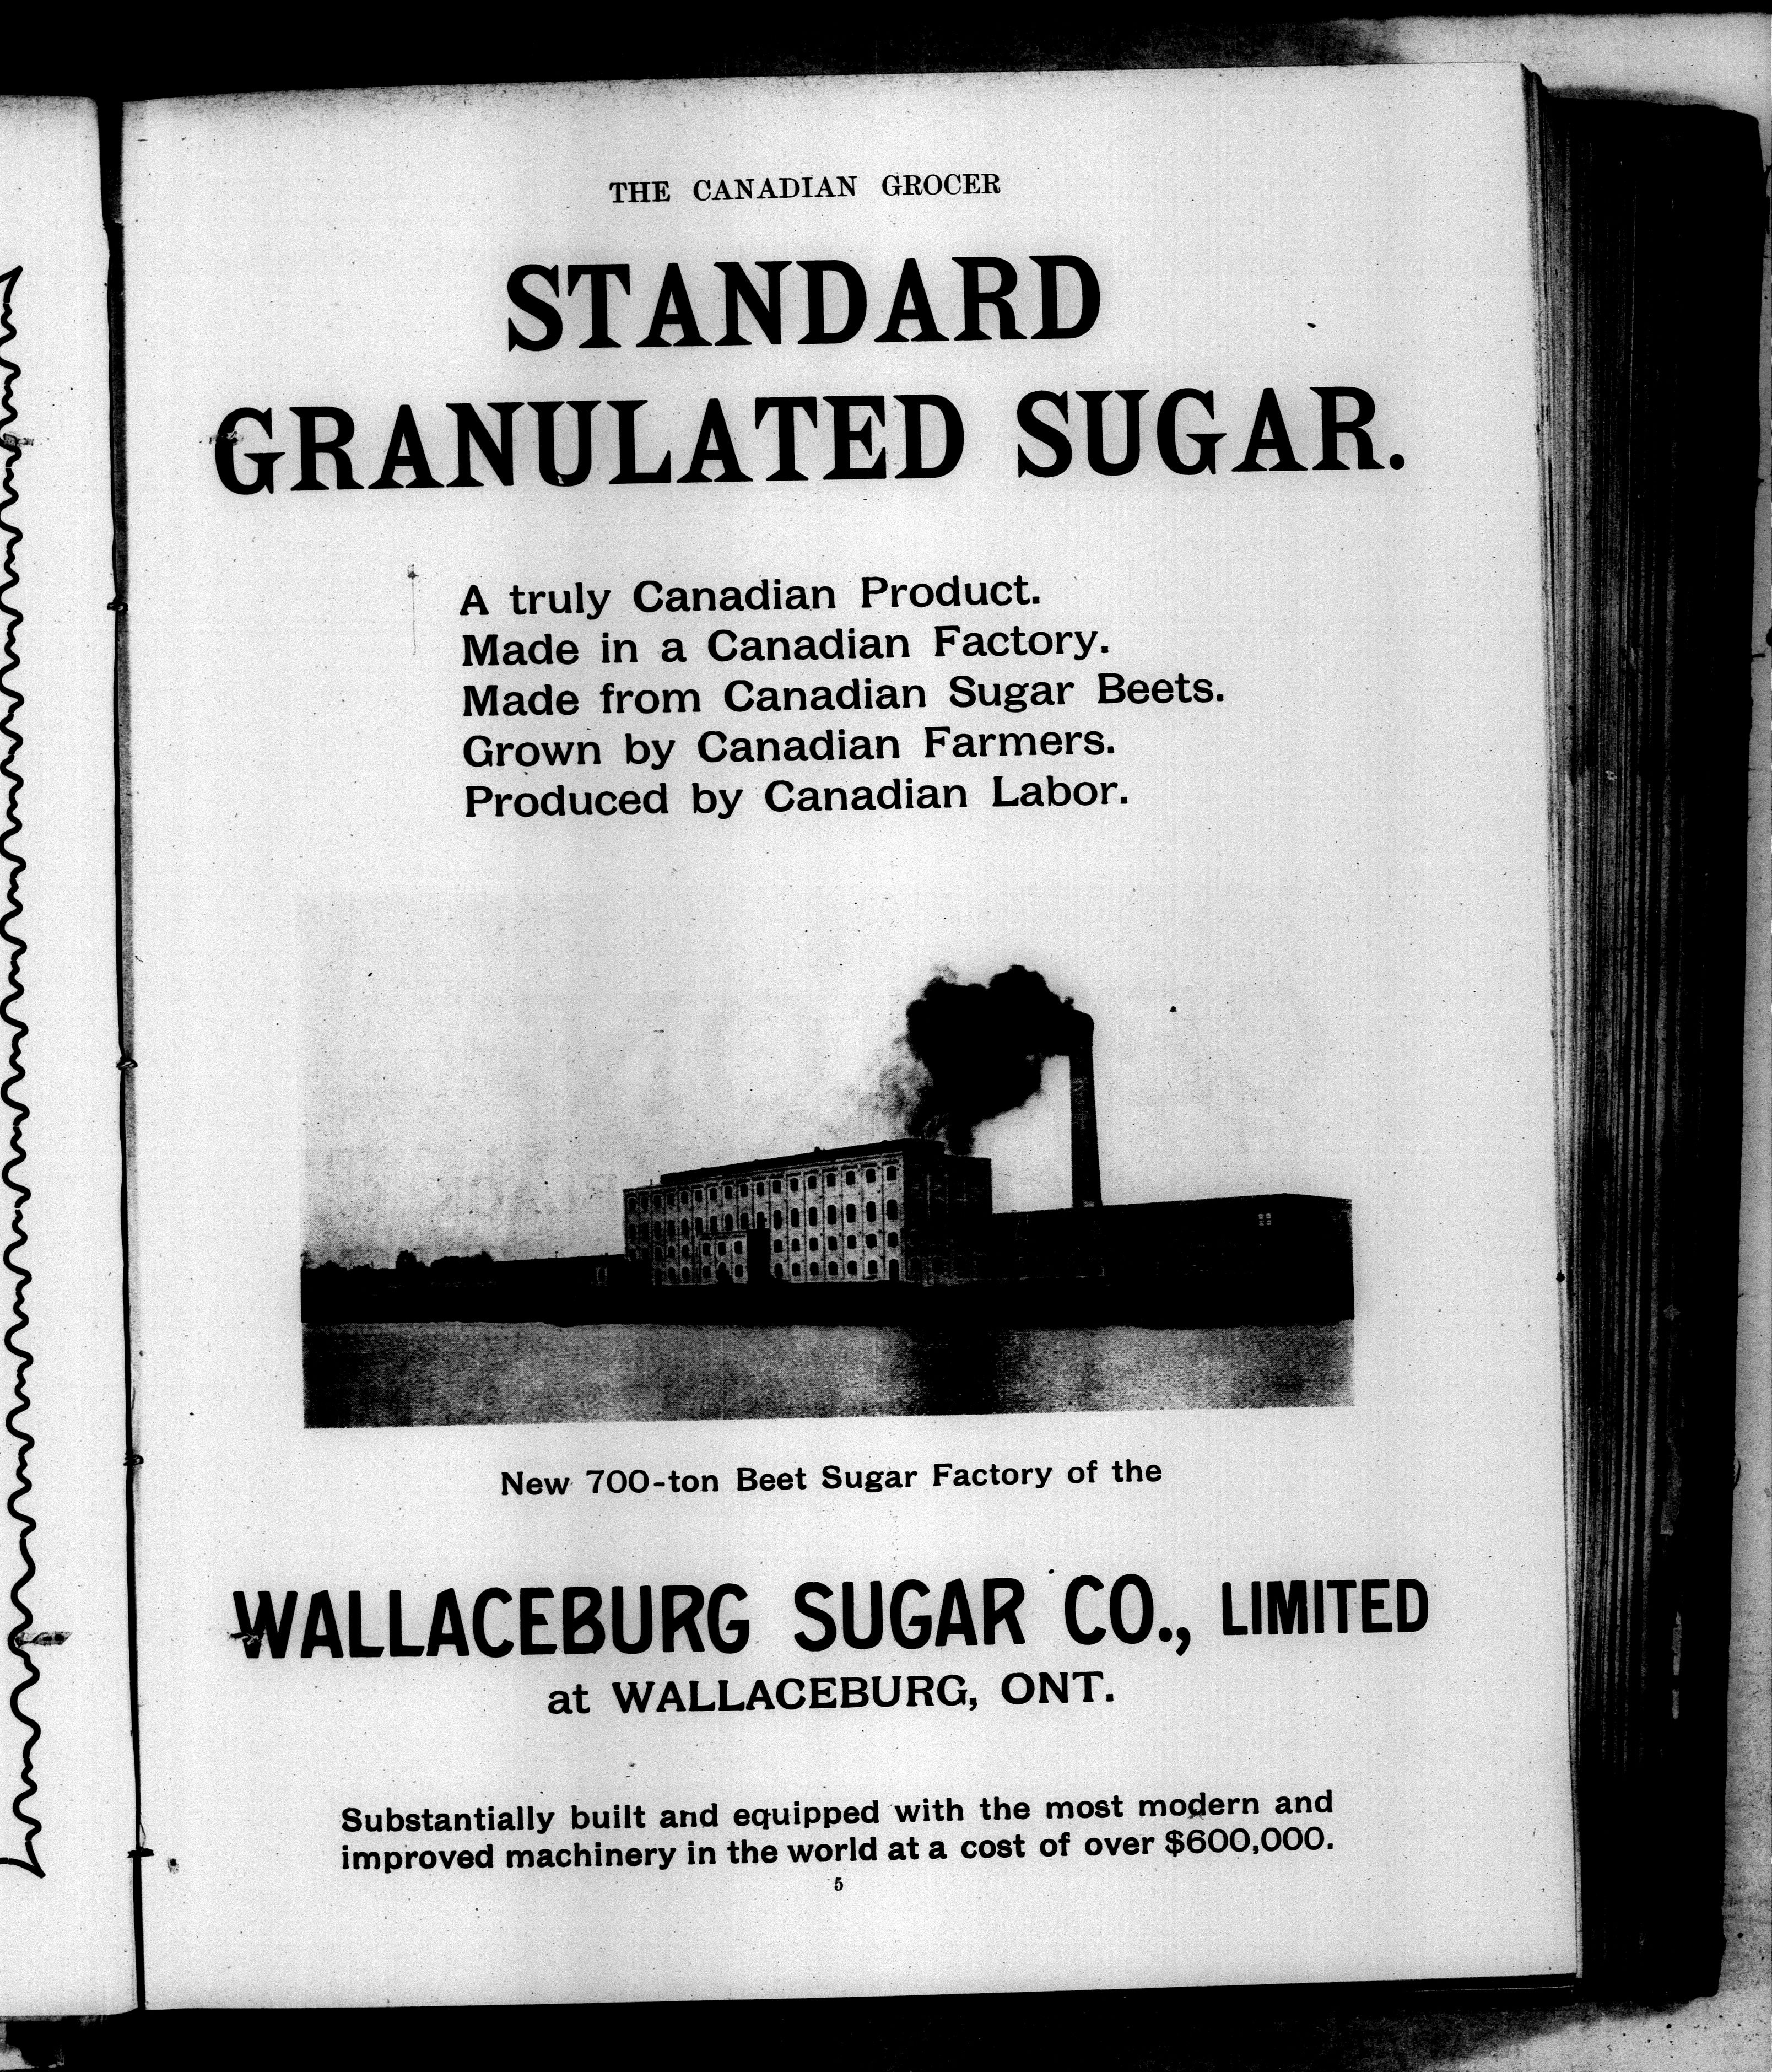 THE CANADIAN GROCER
STANDARD
GRANULATED SUGAR.
A truly Canadian Product.
Made in a Canadian Factory.
Made from Canadian Sugar Beets.
Grown by Canadian Farmers.
Produced by Canadian Labor.
New 700-ton Beet Sugar Factory of the
WALLACEBURG SUGAR CO., LIMITED
at WALLACEBURG, ONT.
Substantially built and equipped with the most modern and
improved machinery in the world at a cost of over $600,000.
5